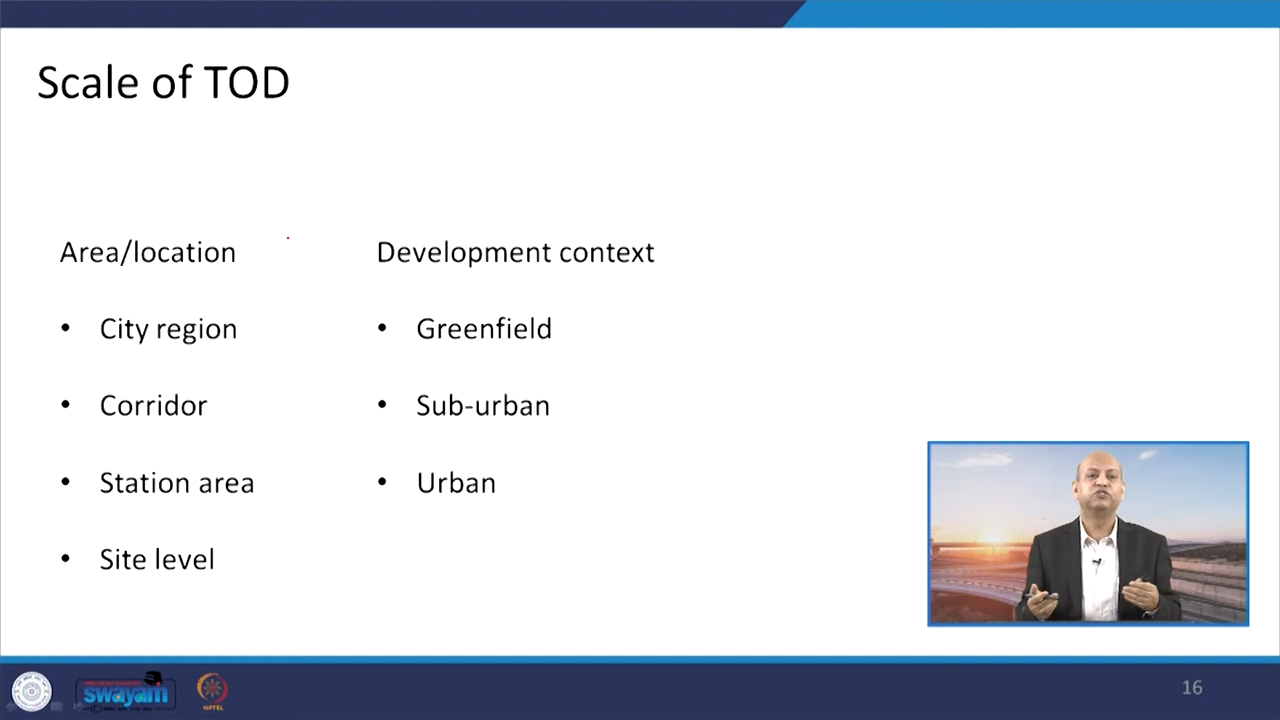 Scale of TOD
Area/location
• City region
• Corridor
• Station area
• Site level
Development context
• Greenfield
• Sub-urban
• Urban
swayam
NPTEL
16